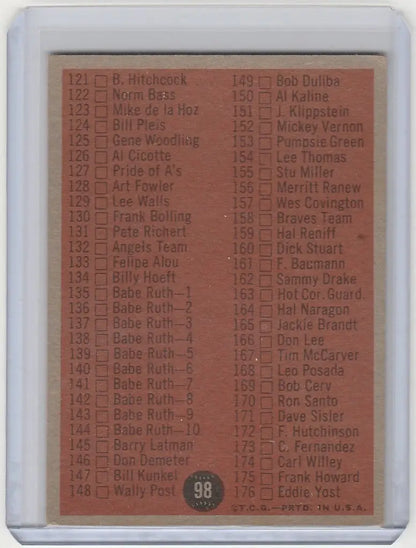 121 B. Hitchcock
122 Norm Bass
123 Mike de la Hoz
124 Bill Pleis
125 Gene Woodling
126 Al Cicotte
127 Pride of A's
128 Art Fowler
129 Lee Walls
130 Frank Bolling
131 Pete Richert
132 Angels Team
133 Felipe Alou
134 Billy Hoeft
135 Babe Ruth—1
136 Babe Ruth—2
137 Babe Ruth—3
138 Babe Ruth—4
139 Babe Ruth—5
140 Babe Ruth—6
141 Babe Ruth—7
142 Babe Ruth—8
143 Babe Ruth—9
144 Babe Ruth—10
145 Barry Latman
146 Don Demeter
147 Bill Kunkel
148 Wally Post
98
149 Bob Duliba
150 Al Kaline
151 J. Klippstein
152 Mickey Vernon
153 Pumpsie Green
154 Lee Thomas
155 Stu Miller
156 Merritt Ranew
157 Wes Covington
158 Braves Team
159 Hal Reniff
160 Dick Stuart
161 F. Baumann
162 Sammy Drake
163 Hot Cor. Guard
164 Hal Naragon
165 Jackie Brandt
166 Don Lee
167 Tim McCarver
168 Leo Posada
169 Bob Cerv
170 Ron Santo
171 Dave Sisler
172 F. Hutchinson
173 C. Fernandez
174 Carl Willey
175 Frank Howard
176 Eddie Yost
T.C.G.—PRTD. IN U.S.A.